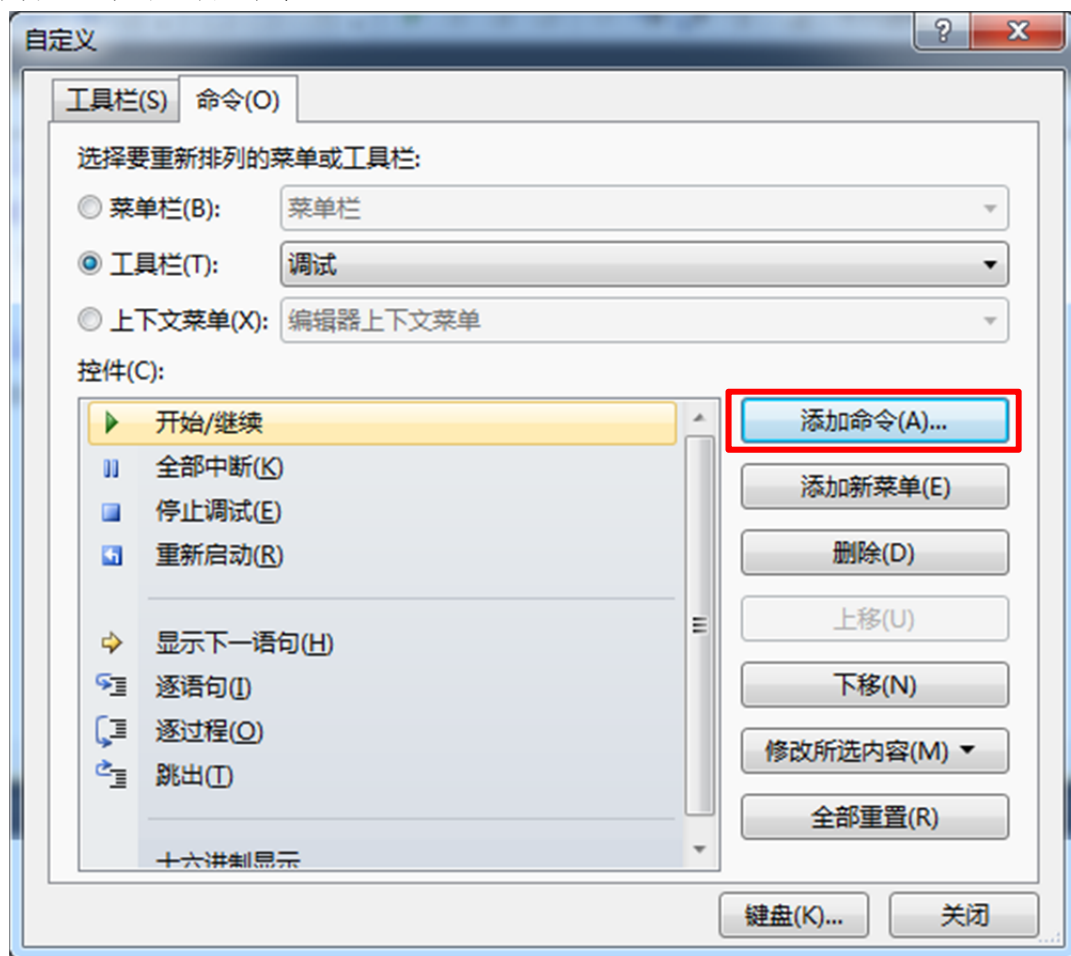 自定义
工具栏(S) 命令(O)
选择要重新排列的菜单或工具栏:
菜单栏(B): 菜单栏
工具栏(T): 调试
上下文菜单(X): 编辑器上下文菜单
控件(C):
开始/继续
全部中断(K)
停止调试(E)
重新启动(R)
显示下一语句(H)
逐语句(I)
逐过程(O)
跳出(T)
十六进制显示
添加命令(A)...
添加新菜单(E)
删除(D)
上移(U)
下移(N)
修改所选内容(M)
全部重置(R)
键盘(K)... 关闭